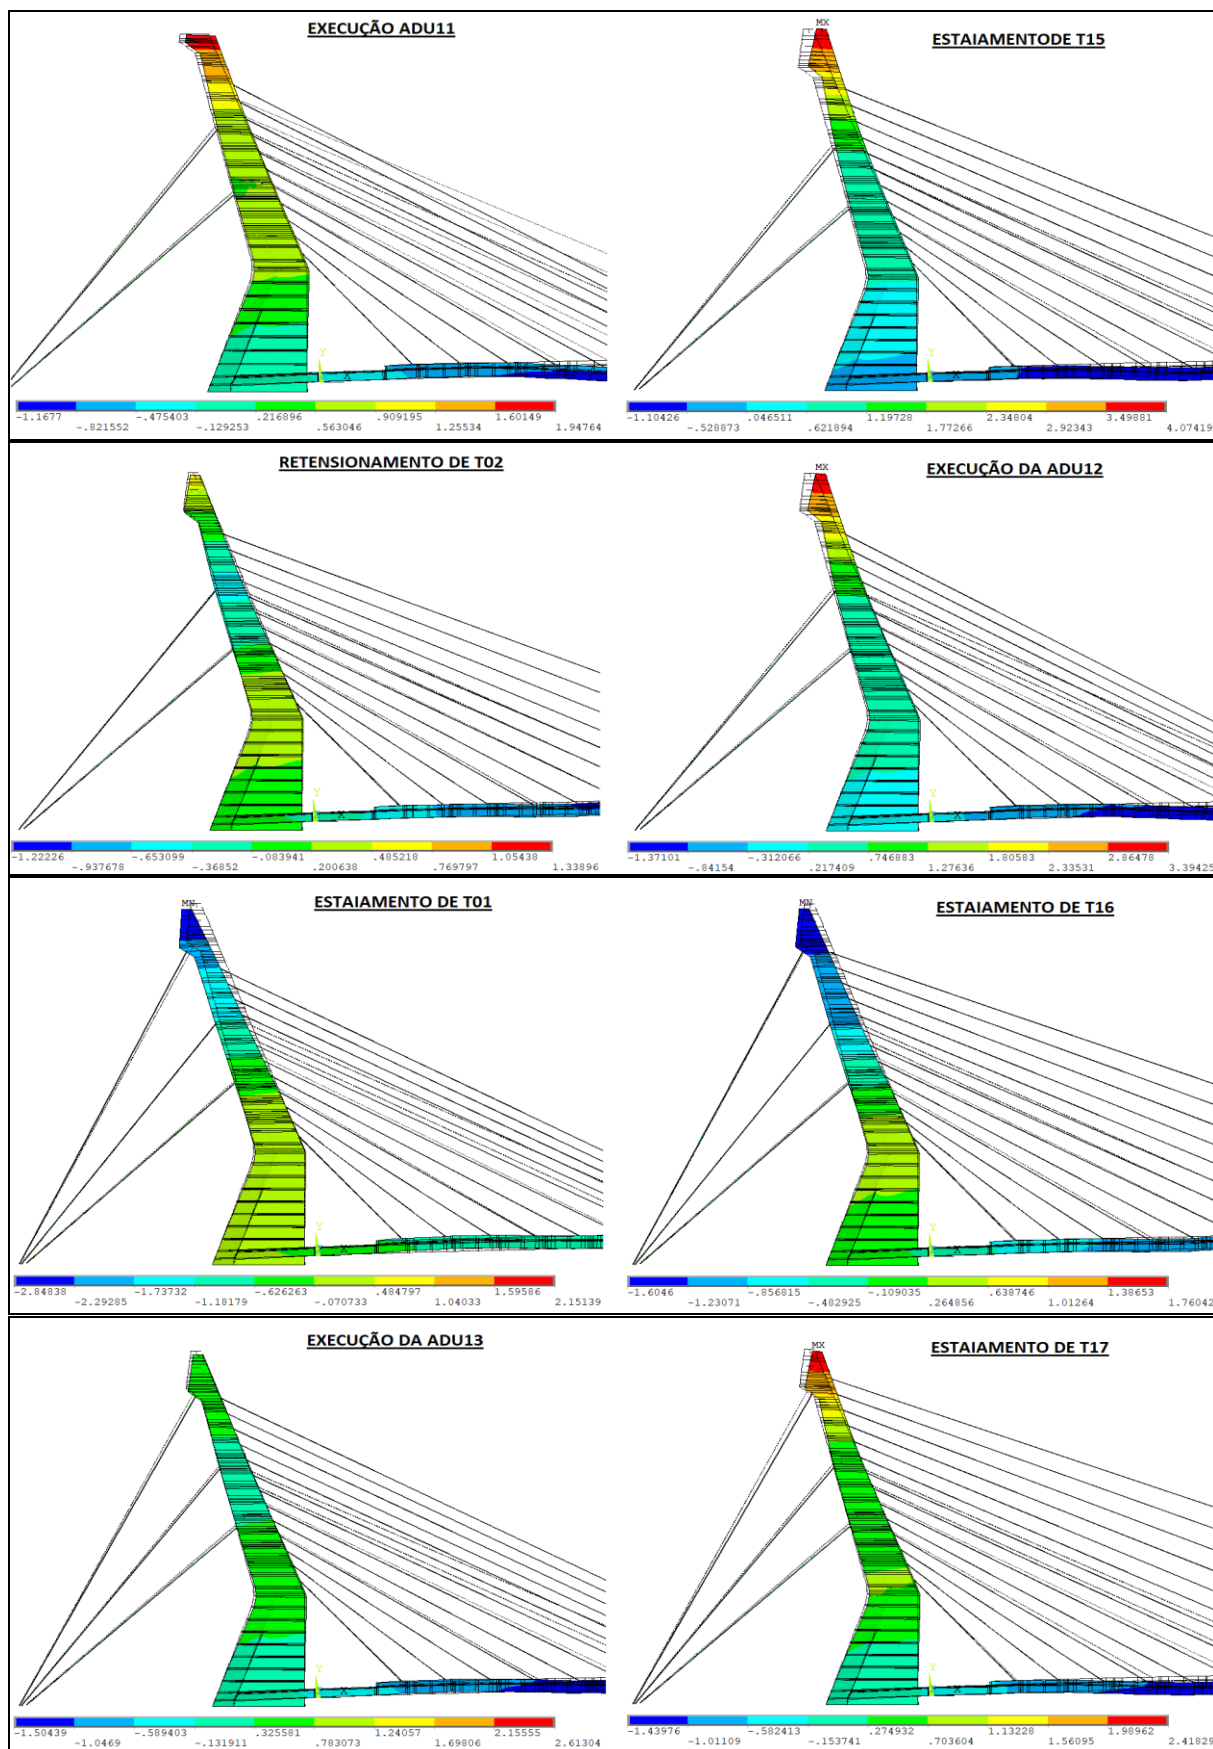 EXECUÇÃO ADU11
-1.1677 -.475403 .216896 .909195 1.60149
-.821552 -.129253 .563046 1.25534 1.94764
ESTAIAMENTODE T15
MX
Y
X
-1.10426 .046511 1.19728 2.34804 3.49881
-.528873 .621894 1.77266 2.92343 4.07419
RETENSIONAMENTO DE T02
Y
X
-1.22226 -.653099 -.083941 .485218 1.05438
-.937678 -.36852 .200638 .769797 1.33896
EXECUÇÃO DA ADU12
MX
Y
X
-1.37101 -.312066 .746883 1.80583 2.86478
-.84154 .217409 1.27636 2.33531 3.39425
ESTAIAMENTO DE T01
MN
Y
X
-2.84838 -1.73732 -.626263 .484797 1.59586
-2.29285 -1.18179 -.070733 1.04033 2.15139
ESTAIAMENTO DE T16
MN
Y
X
-1.6046 -.856815 -.109035 .638746 1.38653
-1.23071 -.482925 .264856 1.01264 1.76042
EXECUÇÃO DA ADU13
Y
X
-1.50439 -.589403 .325581 1.24057 2.15555
-1.0469 -.131911 .783073 1.69806 2.61304
ESTAIAMENTO DE T17
MX
Y
X
-1.43976 -.582413 .274932 1.13228 1.98962
-1.01109 -.153741 .703604 1.56095 2.41829